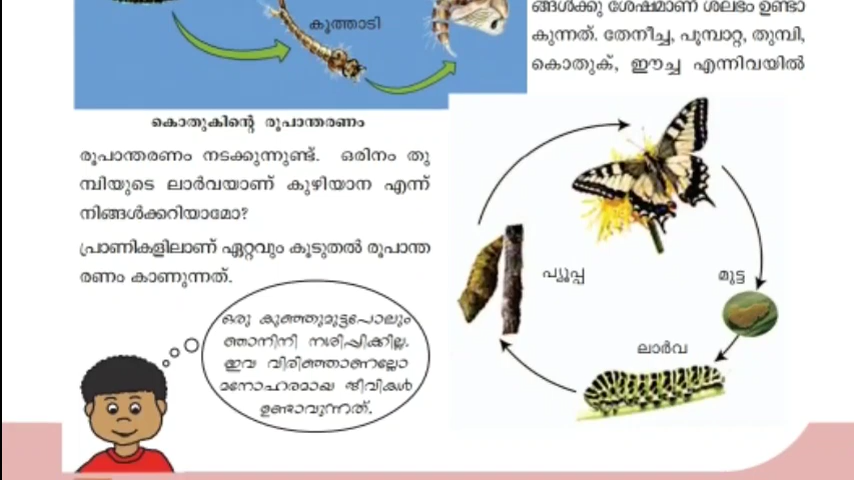 കൂത്താടി
ങ്ങൾക്കു ശേഷമാണ് ശലഭം ഉണ്ടാ
കുന്നത്. തേനീച്ച, പൂമ്പാറ്റ, തുമ്പി,
കൊതുക്, ഈച്ച എന്നിവയിൽ
കൊതുകിന്റെ രൂപാന്തരണം
രൂപാന്തരണം നടക്കുന്നുണ്ട്. ഒരിനം തു
മ്പിയുടെ ലാർവയാണ് കുഴിയാന എന്ന്
നിങ്ങൾക്കറിയാമോ?
പ്രാണികളിലാണ് ഏറ്റവും കൂടുതൽ രൂപാന്ത
രണം കാണുന്നത്.
ഒരു കുഞ്ഞുമുട്ടപോലും
ഞാനിനി നശിപ്പിക്കില്ല.
ഇവ വിരിഞ്ഞാണല്ലോ
മനോഹരമായ ജീവികൾ
ഉണ്ടാവുന്നത്.
പ്യൂപ്പ
മുട്ട
ലാർവ